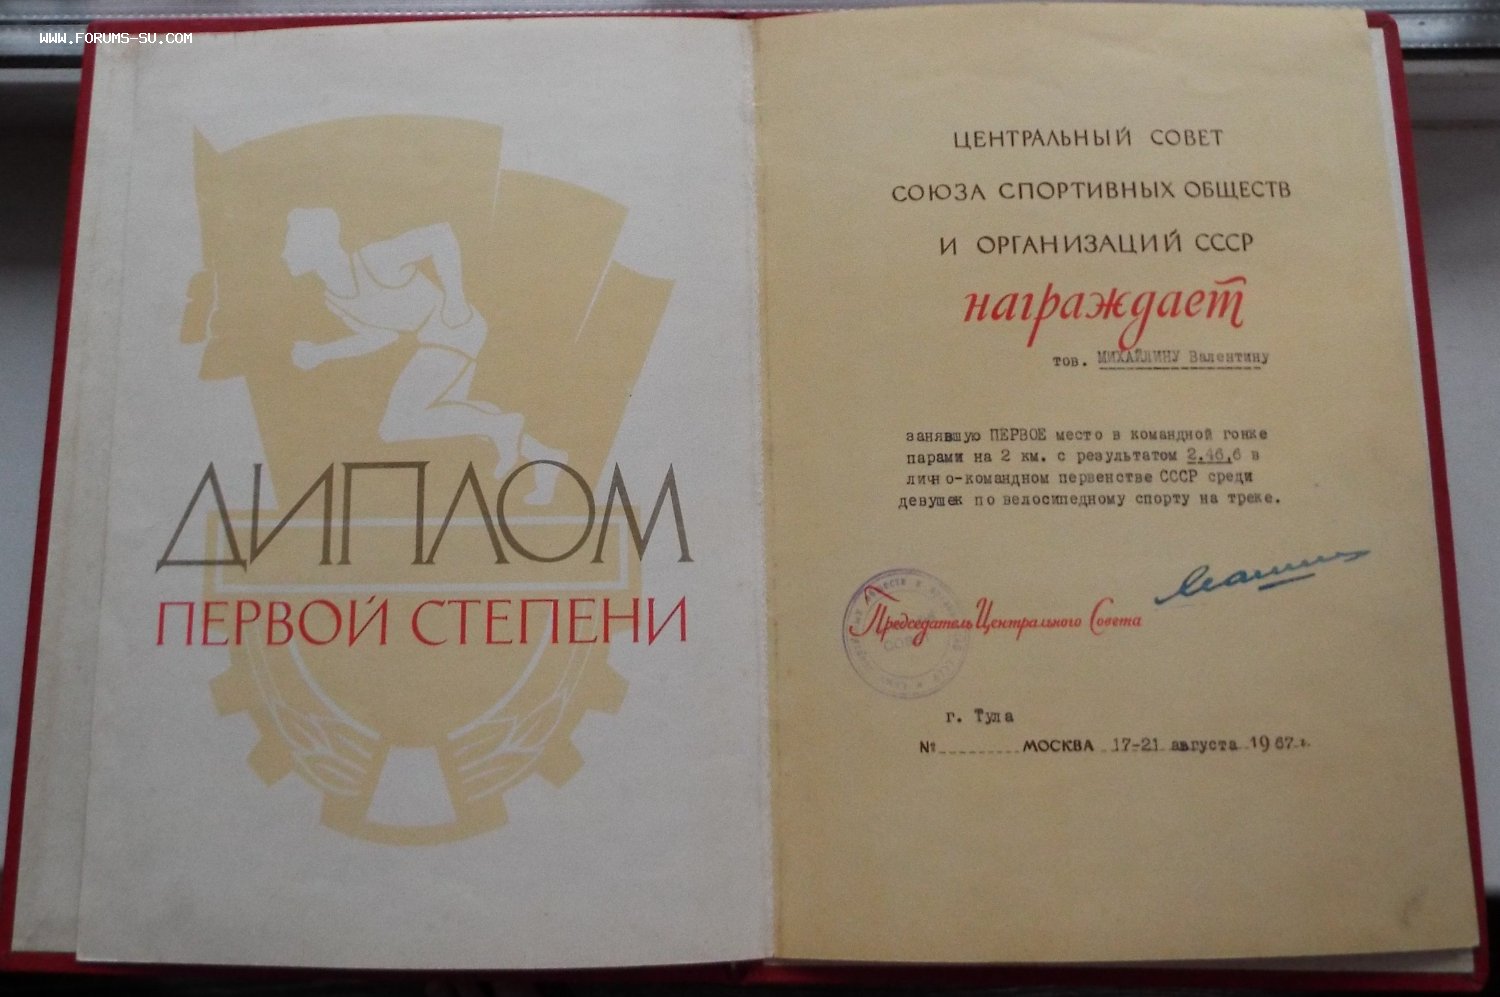 WWW.FORUMS-SU.COM
ДИПЛОМ
ПЕРВОЙ СТЕПЕНИ
ЦЕНТРАЛЬНЫЙ СОВЕТ
СОЮЗА СПОРТИВНЫХ ОБЩЕСТВ
И ОРГАНИЗАЦИЙ СССР
награждает
тов. МИХАЙЛИНУ Валентину
занявшую ПЕРВОЕ место в командной гонке
парами на 2 км. с результатом 2.46,6 в
лично-командном первенстве СССР среди
девушек по велосипедному спорту на треке.
Председатель Центрального Совета
г. Тула
№ МОСКВА 17-21 августа 1967 г.